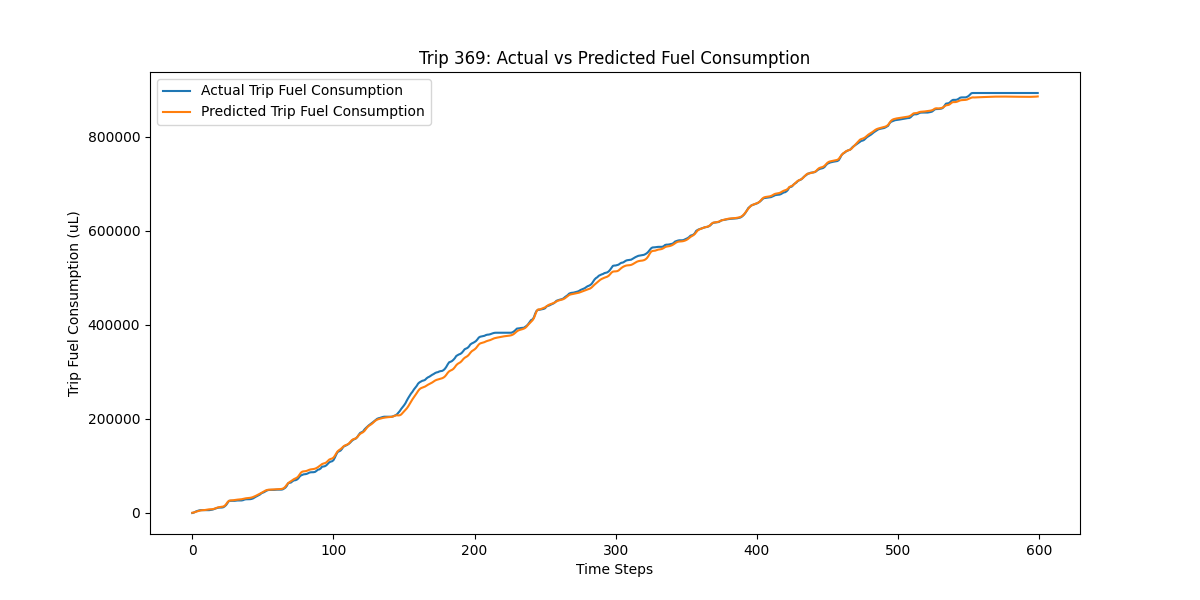 Trip 369: Actual vs Predicted Fuel Consumption
Actual Trip Fuel Consumption
Predicted Trip Fuel Consumption
Trip Fuel Consumption (uL)
800000
600000
400000
200000
0
0 100 200 300 400 500 600
Time Steps